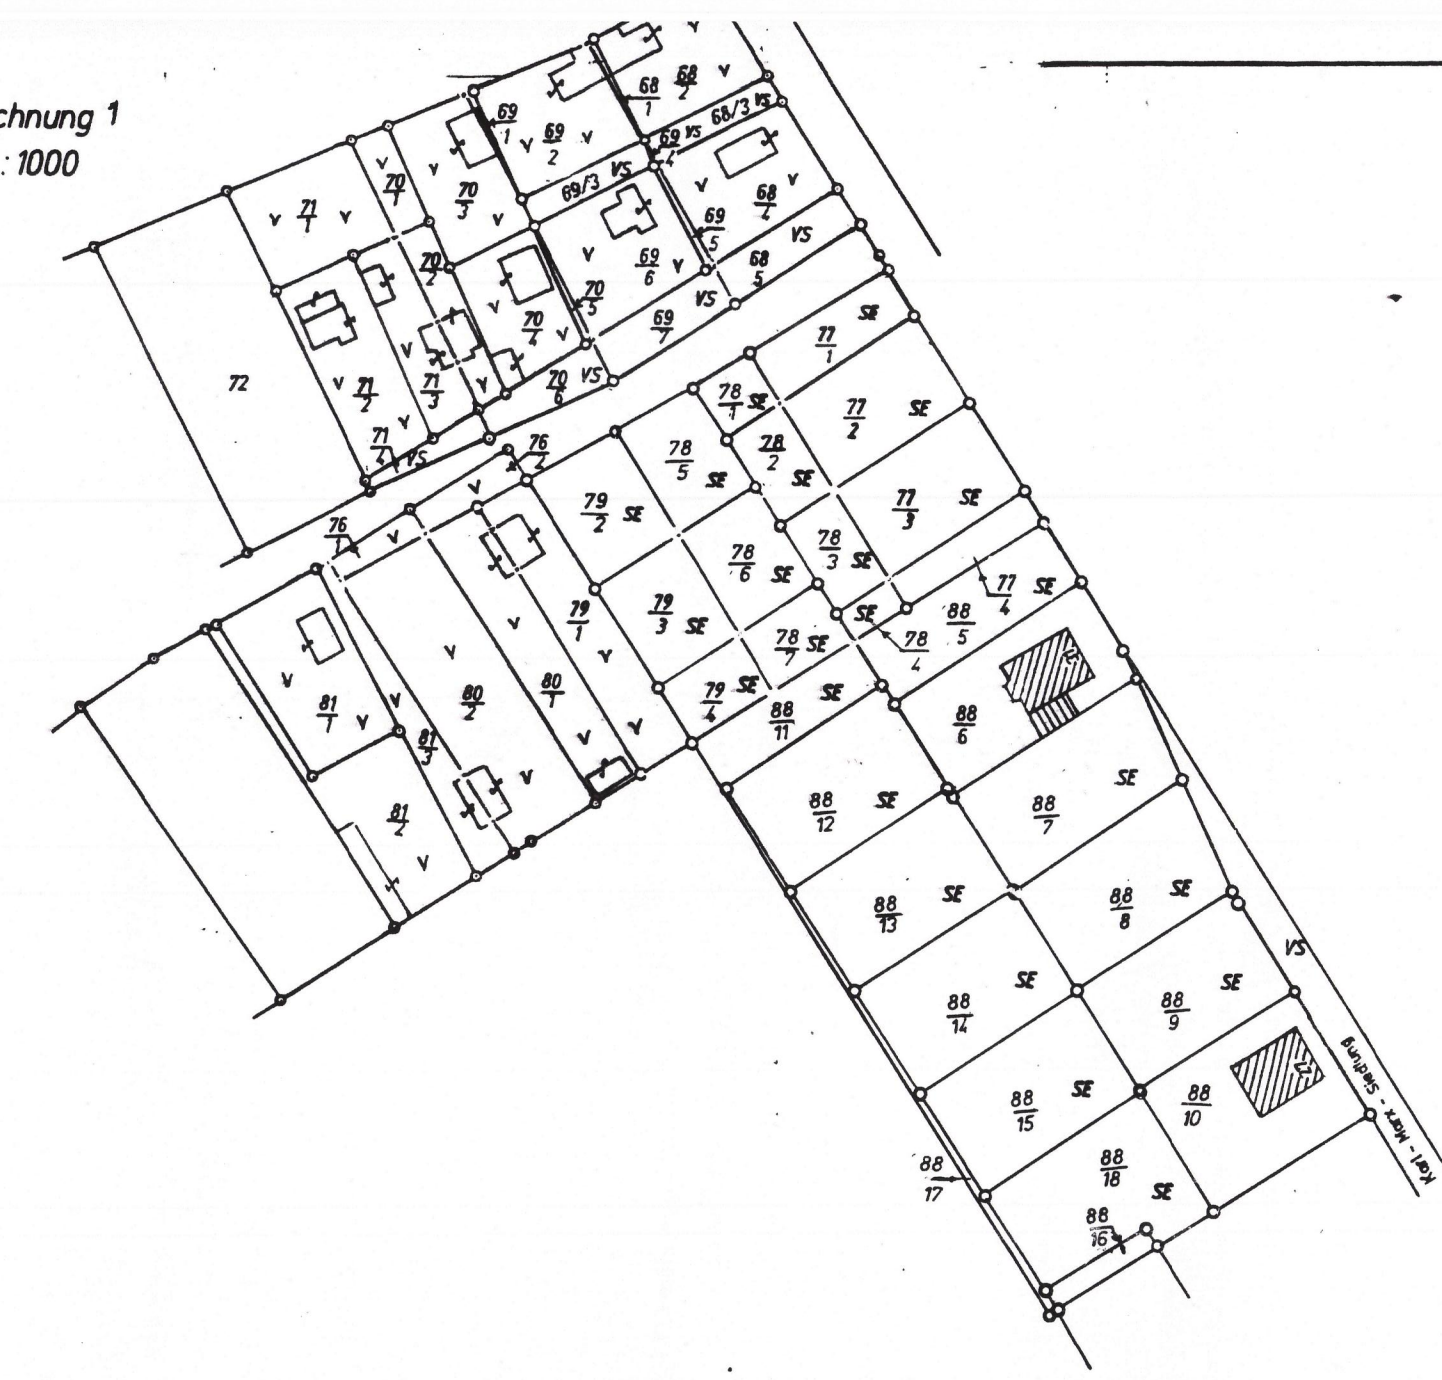 chnung 1
: 1000
V
68/1
68/2
V
68/3
VS
69/1
V
69/2
V
69/4
VS
V
70/1
V
70/3
V
69/3
VS
V
68/4
V
V
71/1
V
69/5
VS
68/5
V
69/6
V
70/2
70/5
VS
69/7
V
70/4
V
SE
77/1
72
V
71/2
V
71/3
V
V
70/6
VS
71/4
VS
78/1
SE
77/2
SE
76/2
78/5
SE
78/2
SE
V
79/2
SE
77/3
SE
76/1
V
78/6
SE
78/3
SE
77/4
SE
79/1
V
79/3
SE
78/7
SE
SE
78/4
88/5
V
V
V
81/1
V
V
80/2
80/1
V
V
79/4
SE
88/11
88/6
81/3
V
81/2
V
88/12
SE
88/7
SE
88/13
SE
88/8
SE
VS
88/14
SE
88/9
SE
88/15
SE
88/10
22
Karl-Marx-Siedlung
88/17
88/18
SE
88/16